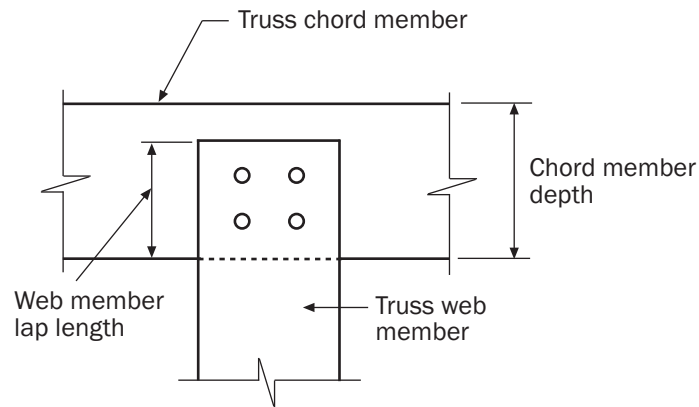 Truss chord member
Chord member
depth
Web member
lap length
Truss web
member